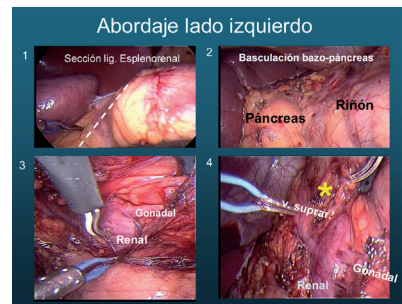 Abordaje lado izquierdo
1
Sección lig. Esplenorenal
2
Basculación bazo-páncreas
Páncreas
Riñón
3
Gonadal
Renal
4
*
v. suprar.
Renal
Gonadal